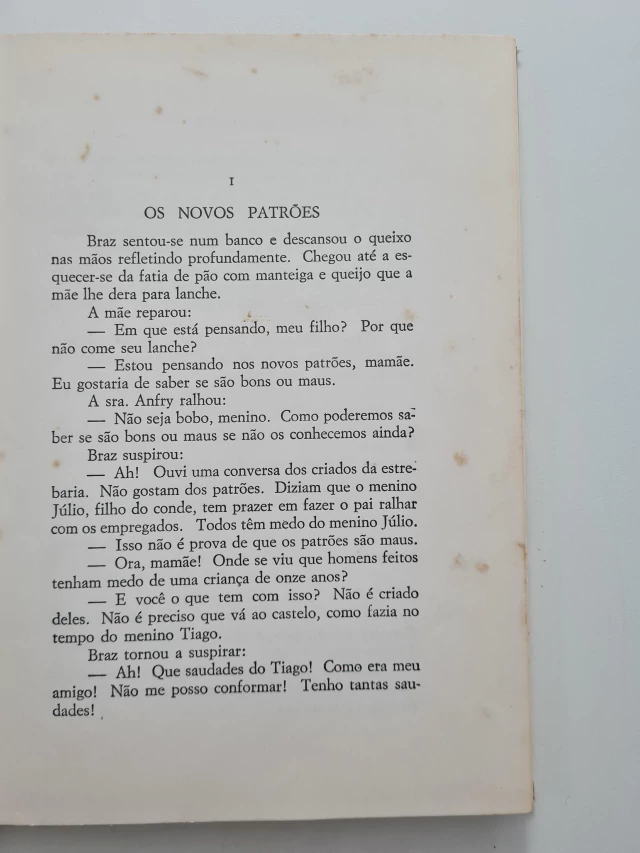 I
OS NOVOS PATRÕES
Braz sentou-se num banco e descansou o queixo
nas mãos refletindo profundamente. Chegou até a es-
quecer-se da fatia de pão com manteiga e queijo que a
mãe lhe dera para lanche.
A mãe reparou:
— Em que está pensando, meu filho? Por que
não come seu lanche?
— Estou pensando nos novos patrões, mamãe.
Eu gostaria de saber se são bons ou maus.
A sra. Anfry ralhou:
— Não seja bobo, menino. Como poderemos sa-
ber se são bons ou maus se não os conhecemos ainda?
Braz suspirou:
— Ah! Ouvi uma conversa dos criados da estre-
baria. Não gostam dos patrões. Diziam que o menino
Júlio, filho do conde, tem prazer em fazer o pai ralhar
com os empregados. Todos têm medo do menino Júlio.
— Isso não é prova de que os patrões são maus.
— Ora, mamãe! Onde se viu que homens feitos
tenham medo de uma criança de onze anos?
— E você o que tem com isso? Não é criado
deles. Não é preciso que vá ao castelo, como fazia no
tempo do menino Tiago.
Braz tornou a suspirar:
— Ah! Que saudades do Tiago! Como era meu
amigo! Não me posso conformar! Tenho tantas sau-
dades!